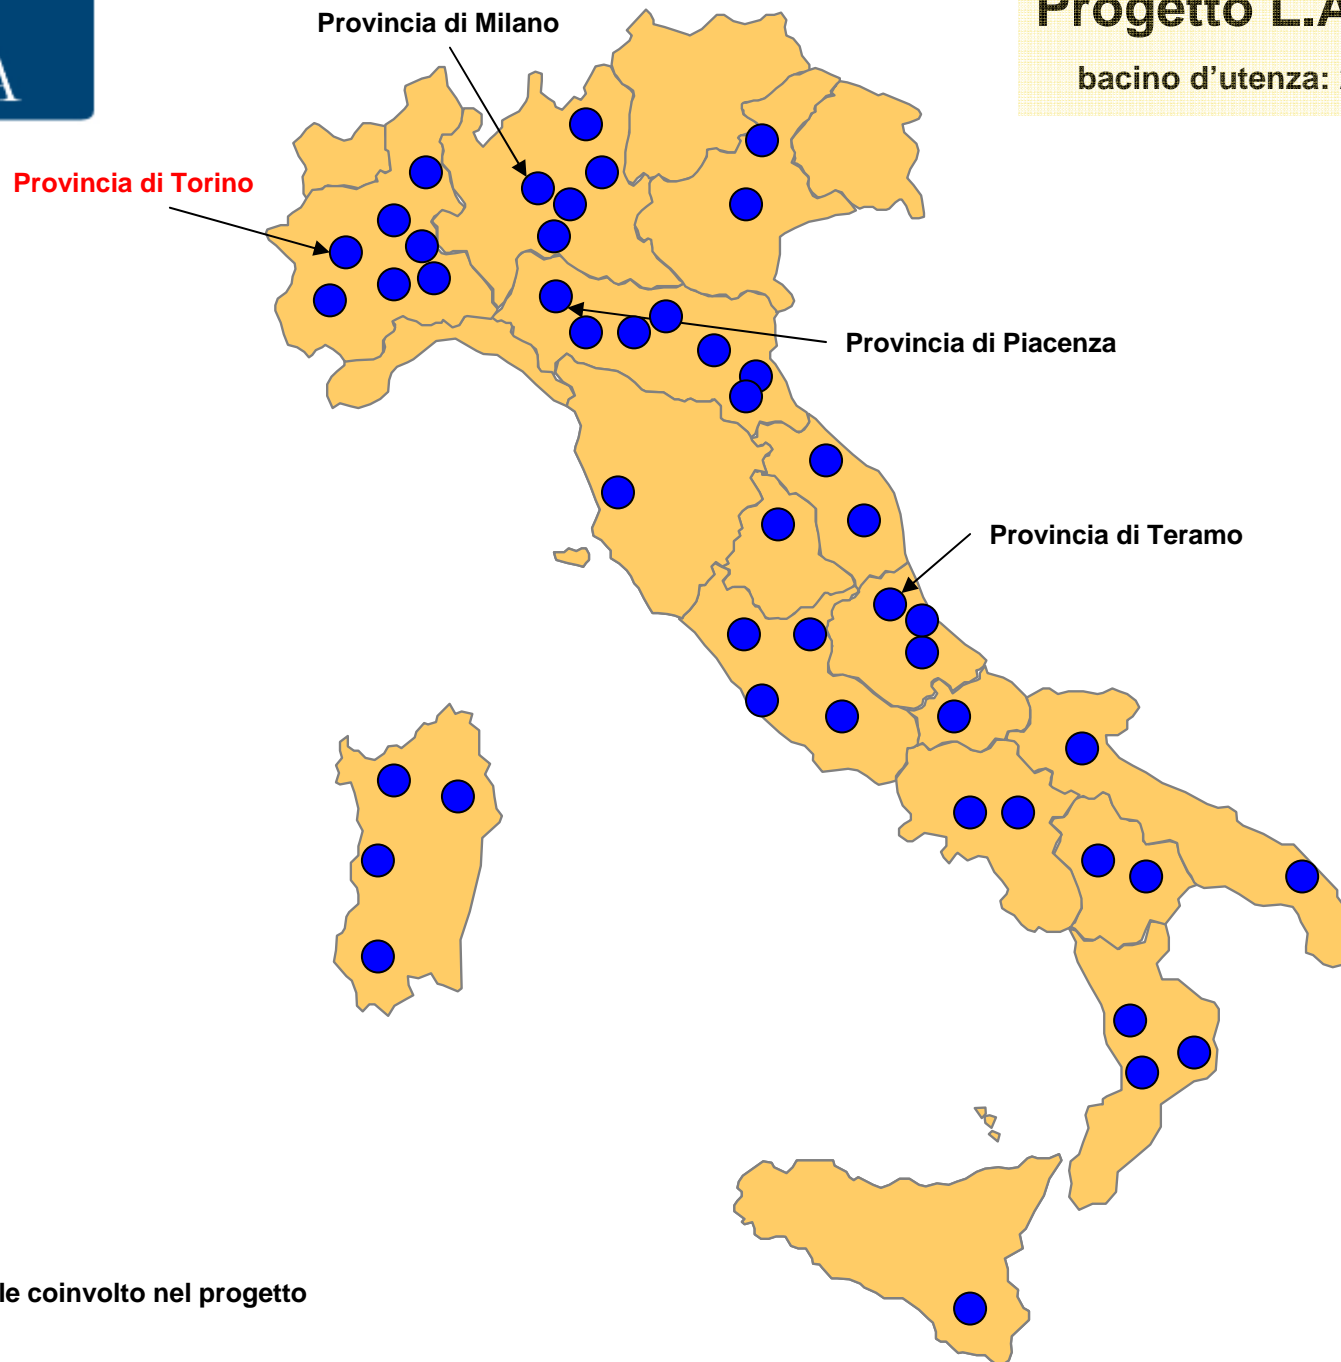 Provincia di Milano
Progetto L.A
bacino d'utenza:
A
Provincia di Torino
Provincia di Piacenza
Provincia di Teramo
le coinvolto nel progetto